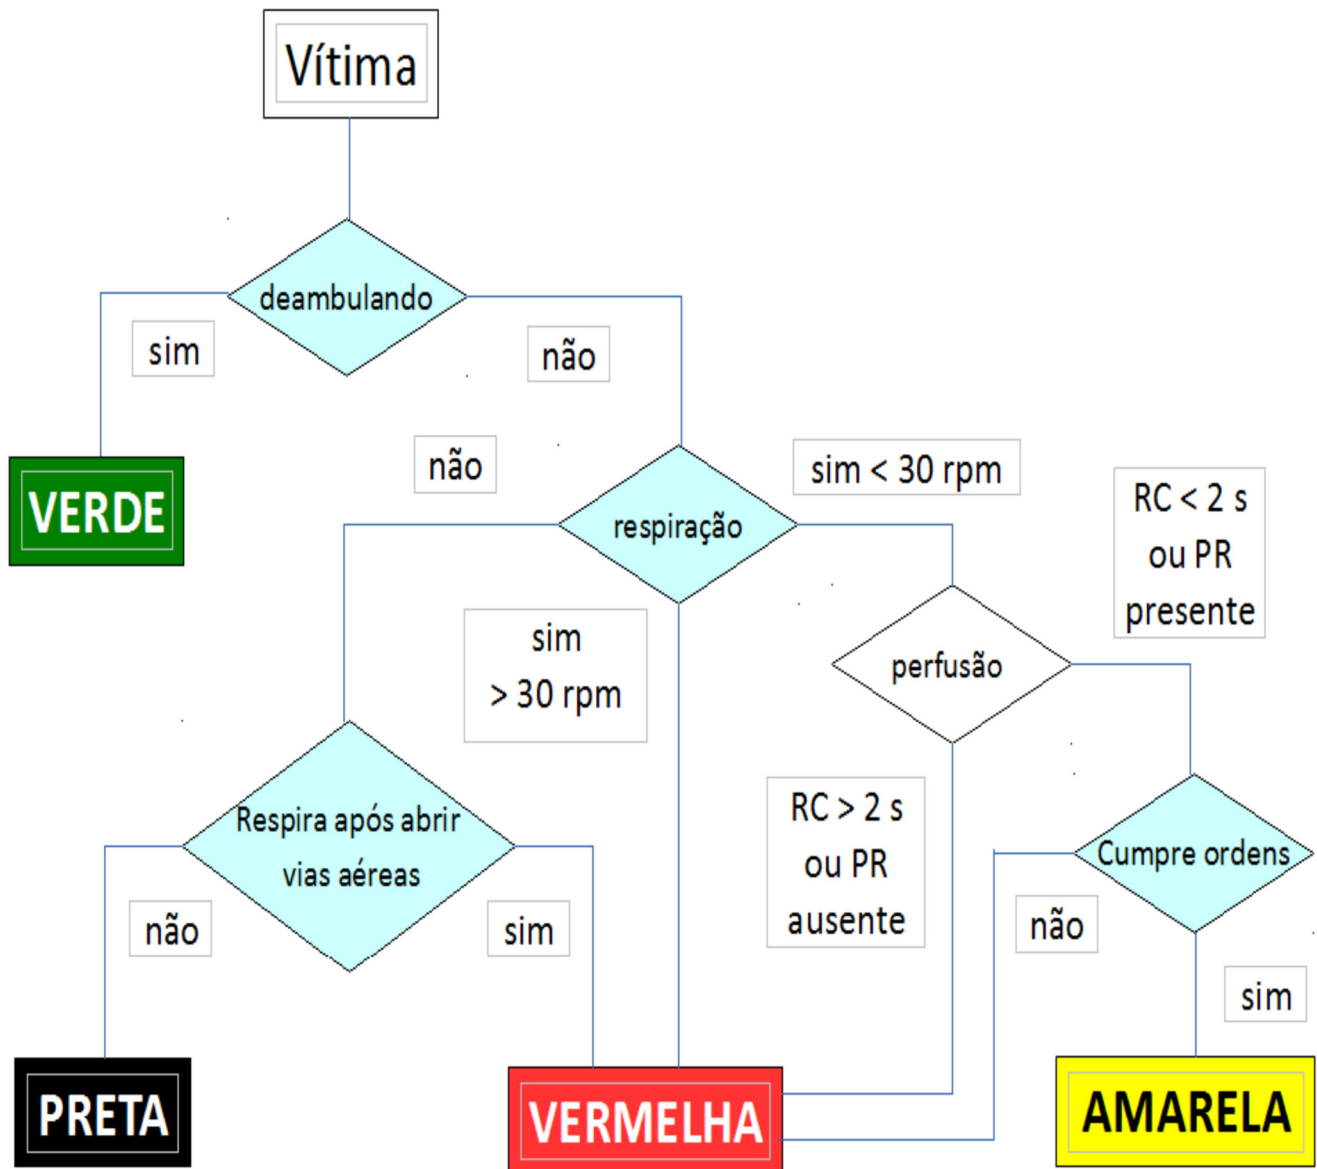 Vítima
deambulando
sim
não
VERDE
não
sim < 30 rpm
respiração
RC < 2 s
ou PR
presente
sim
> 30 rpm
perfusão
Respira após abrir
vias aéreas
RC > 2 s
ou PR
ausente
Cumpre ordens
não
sim
não
sim
PRETA
VERMELHA
AMARELA